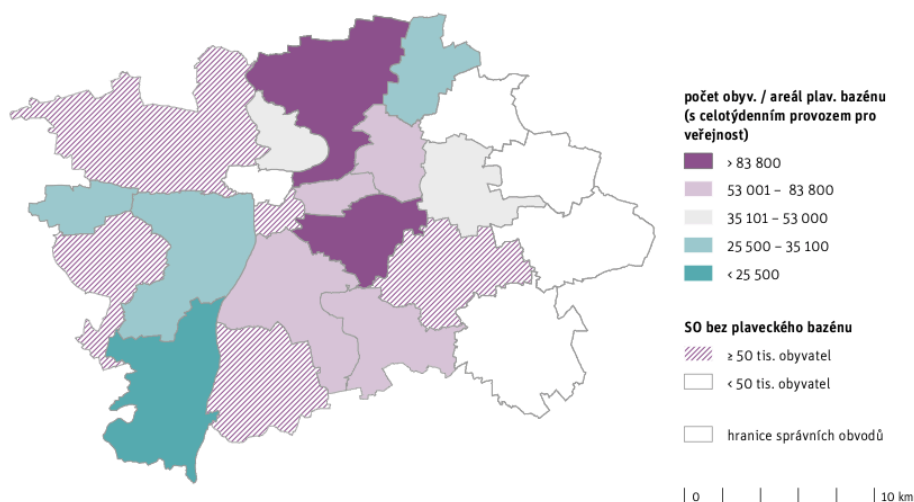 počet obyv. / areál plav. bazénu
(s celotýdenním provozem pro
veřejnost)
> 83 800
53 001 – 83 800
35 101 – 53 000
25 500 – 35 100
< 25 500
SO bez plaveckého bazénu
≥ 50 tis. obyvatel
< 50 tis. obyvatel
hranice správních obvodů
0 10 km